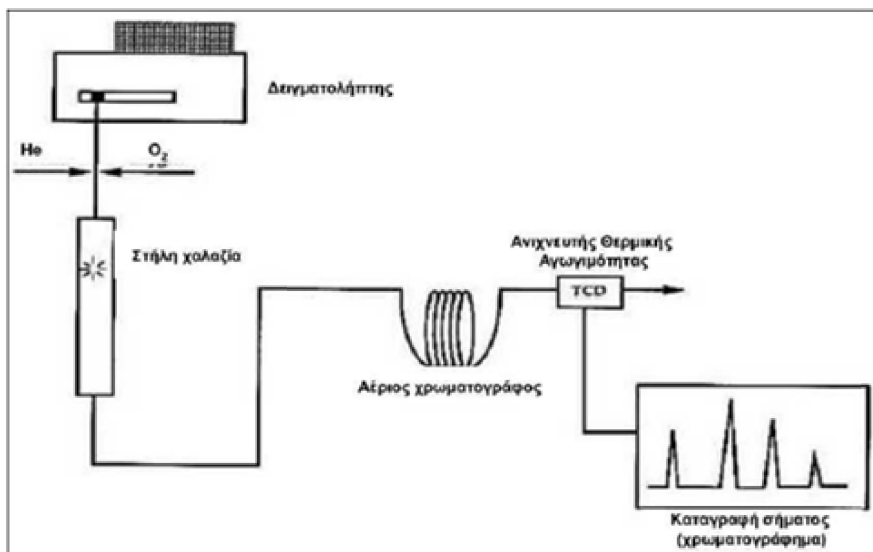 Δειγματολήπτης
He
O2
Στήλη χαλαζία
Ανιχνευτής Θερμικής
Αγωγιμότητας
TCD
Αέριος χρωματογράφος
Καταγραφή σήματος
(χρωματογράφημα)